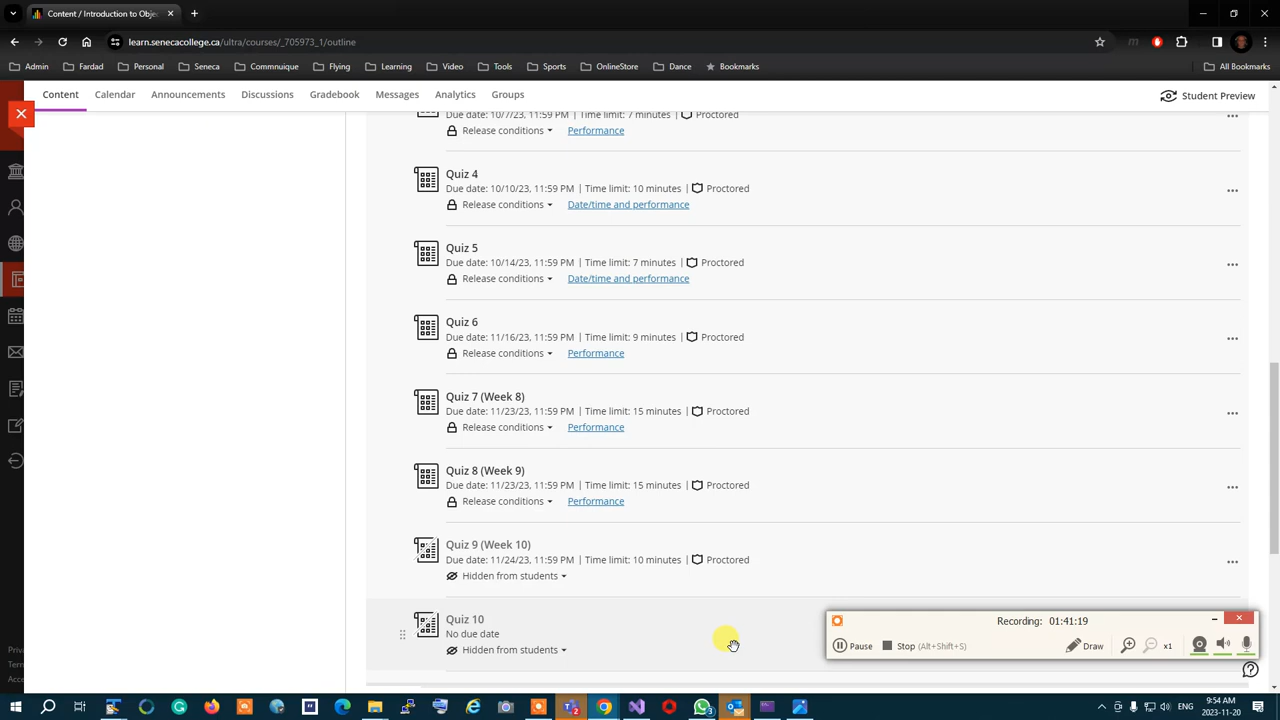 Content / Introduction to Obje
learn.senecacollege.ca/ultra/courses/_705973_1/outline
Admin
Fardad
Personal
Seneca
Commnuique
Flying
Learning
Video
Tools
Sports
OnlineStore
Dance
Bookmarks
All Bookmarks
Content
Calendar
Announcements
Discussions
Gradebook
Messages
Analytics
Groups
Student Preview
Due date: 10/7/23, 11:59 PM | Time limit: 7 minutes | Proctored
Release conditions Performance
Quiz 4
Due date: 10/10/23, 11:59 PM | Time limit: 10 minutes | Proctored
Release conditions Date/time and performance
Quiz 5
Due date: 10/14/23, 11:59 PM | Time limit: 7 minutes | Proctored
Release conditions Date/time and performance
Quiz 6
Due date: 11/16/23, 11:59 PM | Time limit: 9 minutes | Proctored
Release conditions Performance
Quiz 7 (Week 8)
Due date: 11/23/23, 11:59 PM | Time limit: 15 minutes | Proctored
Release conditions Performance
Quiz 8 (Week 9)
Due date: 11/23/23, 11:59 PM | Time limit: 15 minutes | Proctored
Release conditions Performance
Quiz 9 (Week 10)
Due date: 11/24/23, 11:59 PM | Time limit: 10 minutes | Proctored
Hidden from students
Quiz 10
No due date
Hidden from students
Recording: 01:41:19
Pause
Stop (Alt+Shift+S)
Draw
x1
Priva
Term
Acce
ENG
9:54 AM
2023-11-20